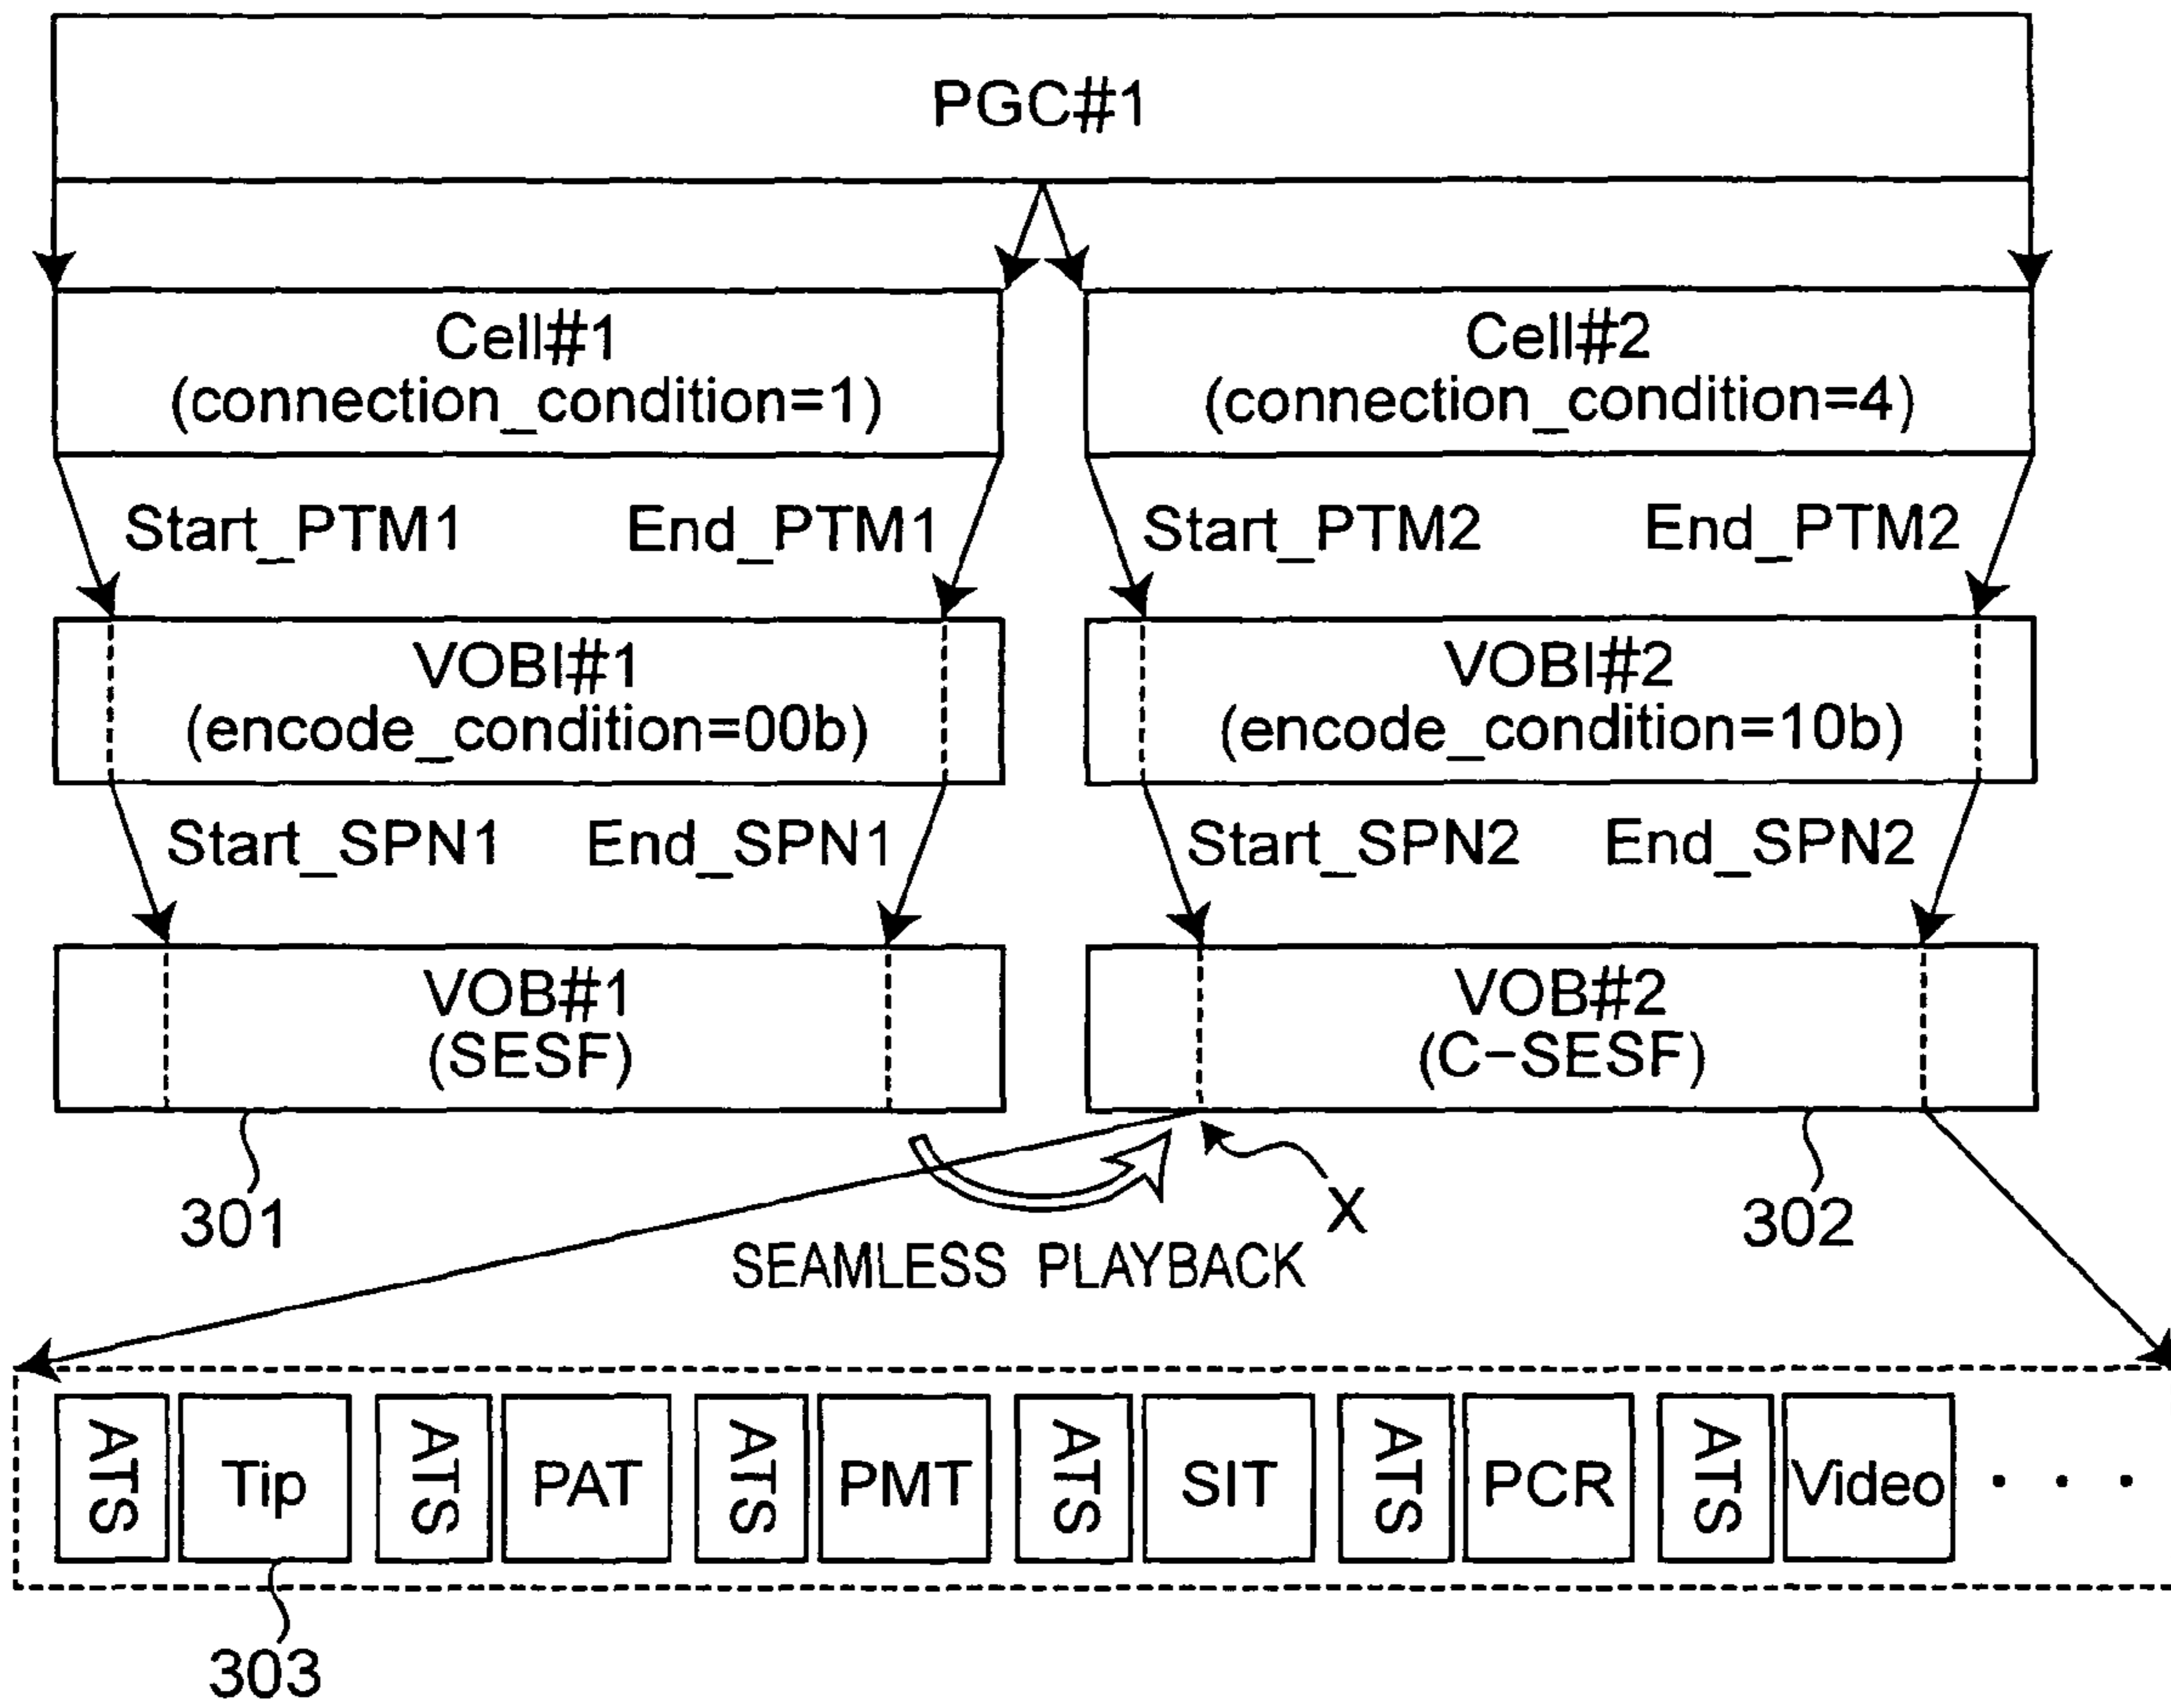 PGC#1
Cell#1
(connection_condition=1)
Cell#2
(connection_condition=4)
Start_PTM1
End_PTM1
Start_PTM2
End_PTM2
VOBI#1
(encode_condition=00b)
VOBI#2
(encode_condition=10b)
Start_SPN1
End_SPN1
Start_SPN2
End_SPN2
VOB#1
(SESF)
VOB#2
(C-SESF)
301
X
302
SEAMLESS PLAYBACK
ATS
Tip
ATS
PAT
ATS
PMT
ATS
SIT
ATS
PCR
ATS
Video
. . .
303